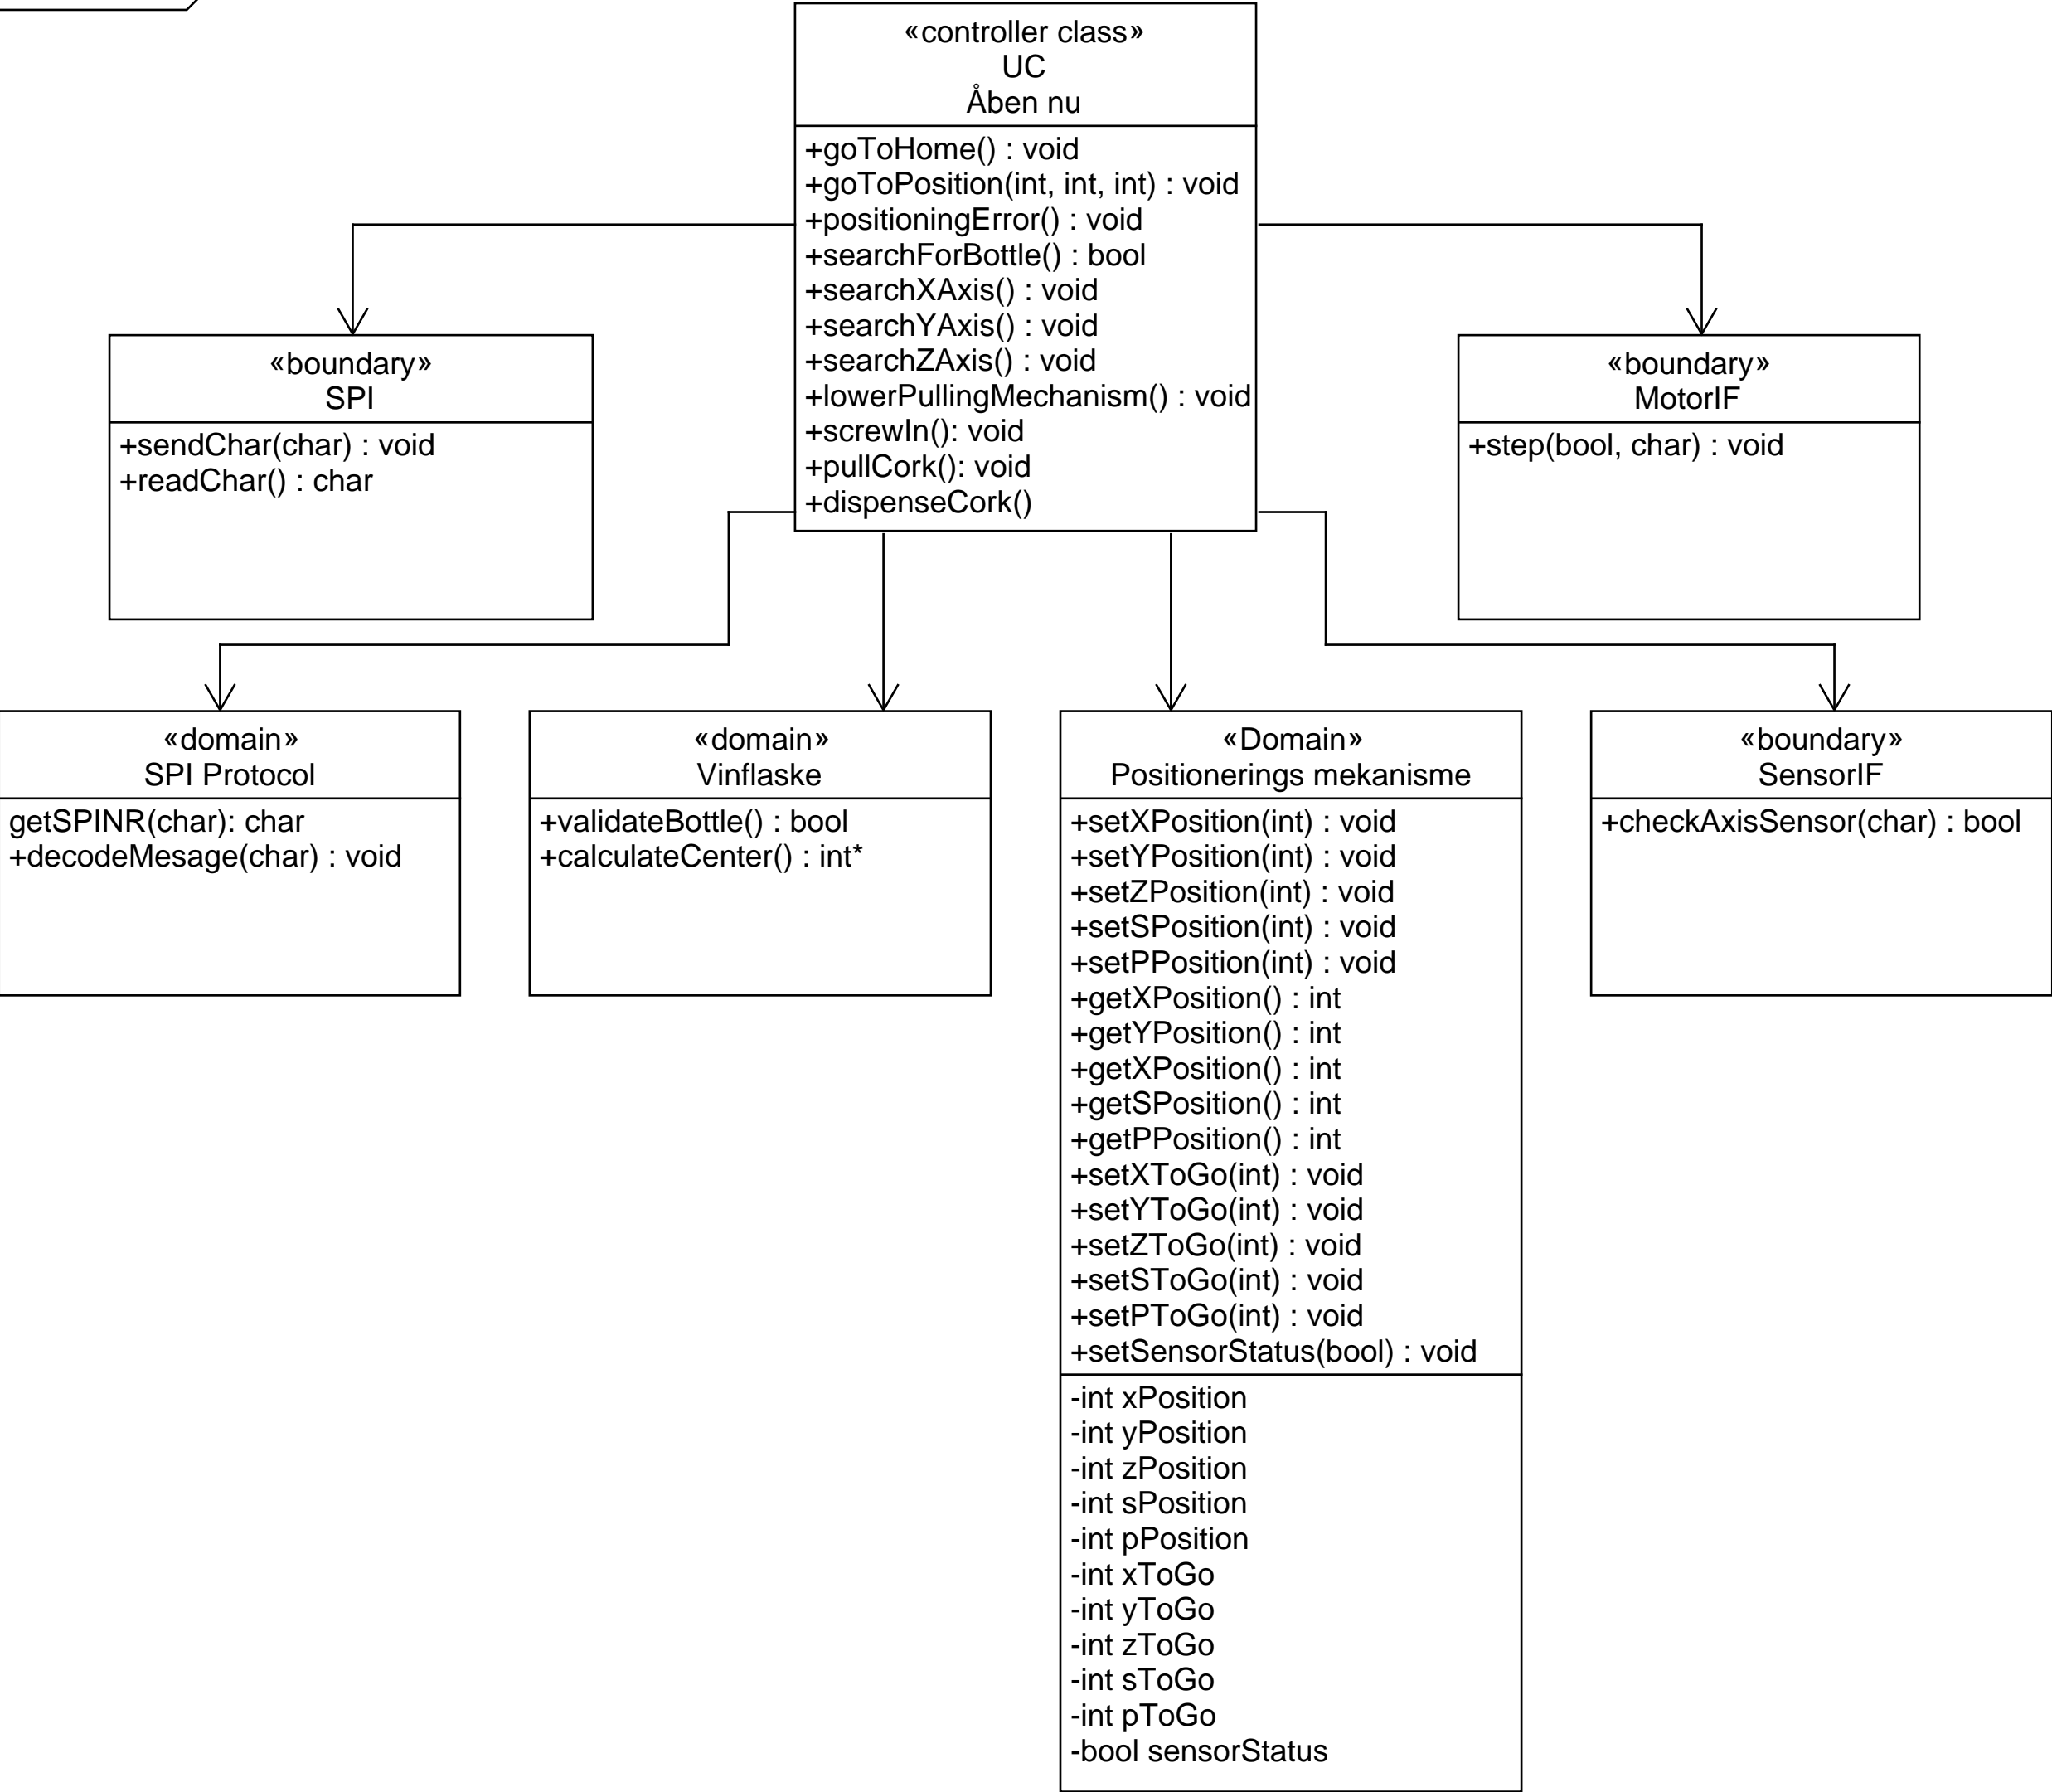 «controller class»
UC
Åben nu
+goToHome() : void
+goToPosition(int, int, int) : void
+positioningError() : void
+searchForBottle() : bool
+searchXAxis() : void
+searchYAxis() : void
+searchZAxis() : void
+lowerPullingMechanism() : void
+screwIn(): void
+pullCork(): void
+dispenseCork()
«boundary»
SPI
+sendChar(char) : void
+readChar() : char
«boundary»
MotorIF
+step(bool, char) : void
«domain»
SPI Protocol
getSPINR(char): char
+decodeMesage(char) : void
«domain»
Vinflaske
+validateBottle() : bool
+calculateCenter() : int*
«Domain»
Positionerings mekanisme
+setXPosition(int) : void
+setYPosition(int) : void
+setZPosition(int) : void
+setSPosition(int) : void
+setPPosition(int) : void
+getXPosition() : int
+getYPosition() : int
+getXPosition() : int
+getSPosition() : int
+getPPosition() : int
+setXToGo(int) : void
+setYToGo(int) : void
+setZToGo(int) : void
+setSToGo(int) : void
+setPToGo(int) : void
+setSensorStatus(bool) : void
-int xPosition
-int yPosition
-int zPosition
-int sPosition
-int pPosition
-int xToGo
-int yToGo
-int zToGo
-int sToGo
-int pToGo
-bool sensorStatus
«boundary»
SensorIF
+checkAxisSensor(char) : bool